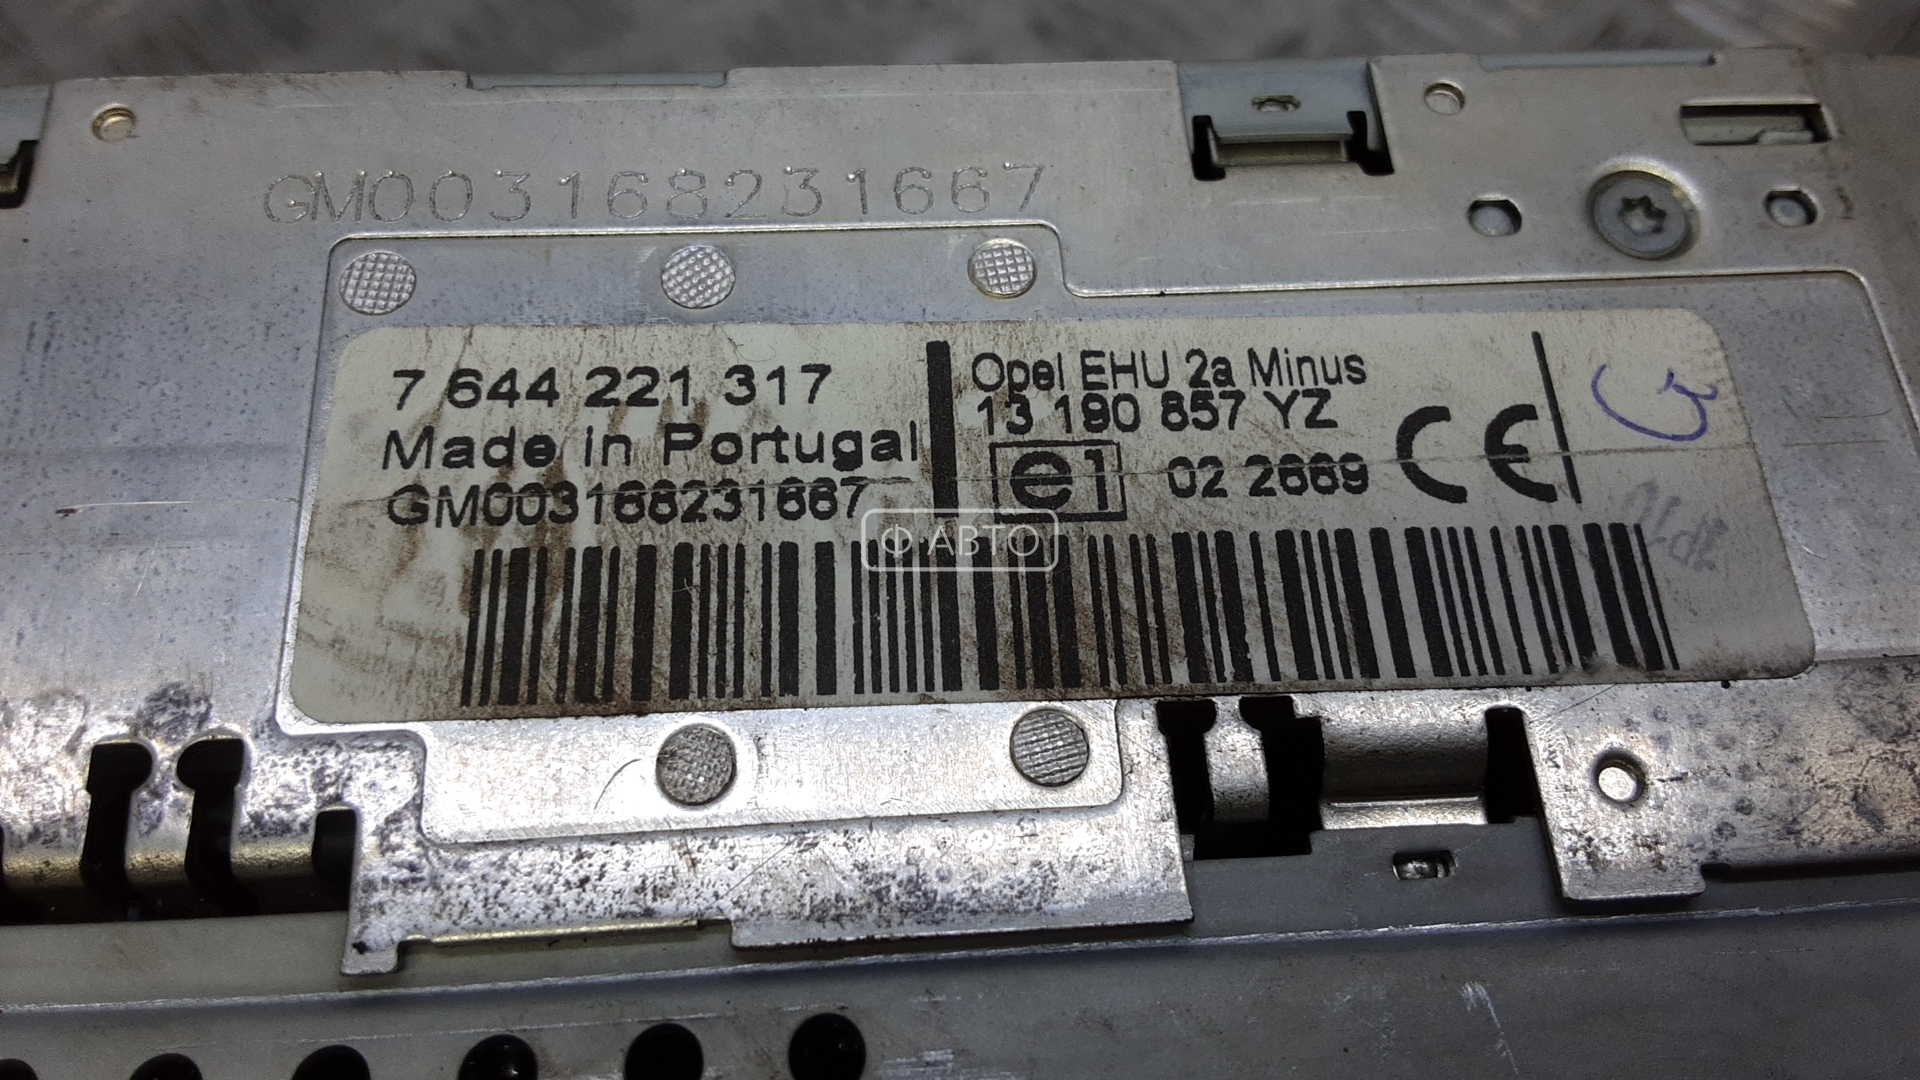 GM003168231667
7 644 221 317
Made in Portugal
GM003168231667
Opel EHU 2a Minus
13 190 857 YZ
e1 02 2669 CE
Ф АВТО